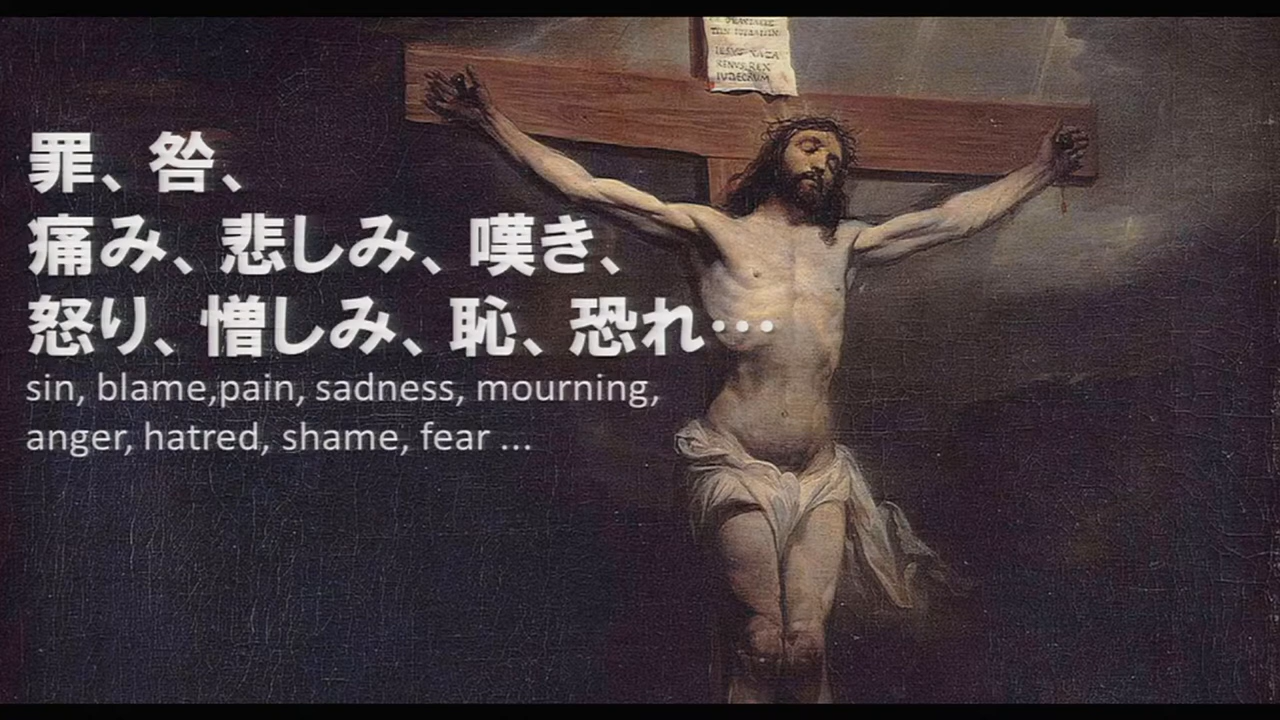 罪、咎、
痛み、悲しみ、嘆き、
怒り、憎しみ、恥、恐れ…
sin, blame,pain, sadness, mourning,
anger, hatred, shame, fear ...
REX